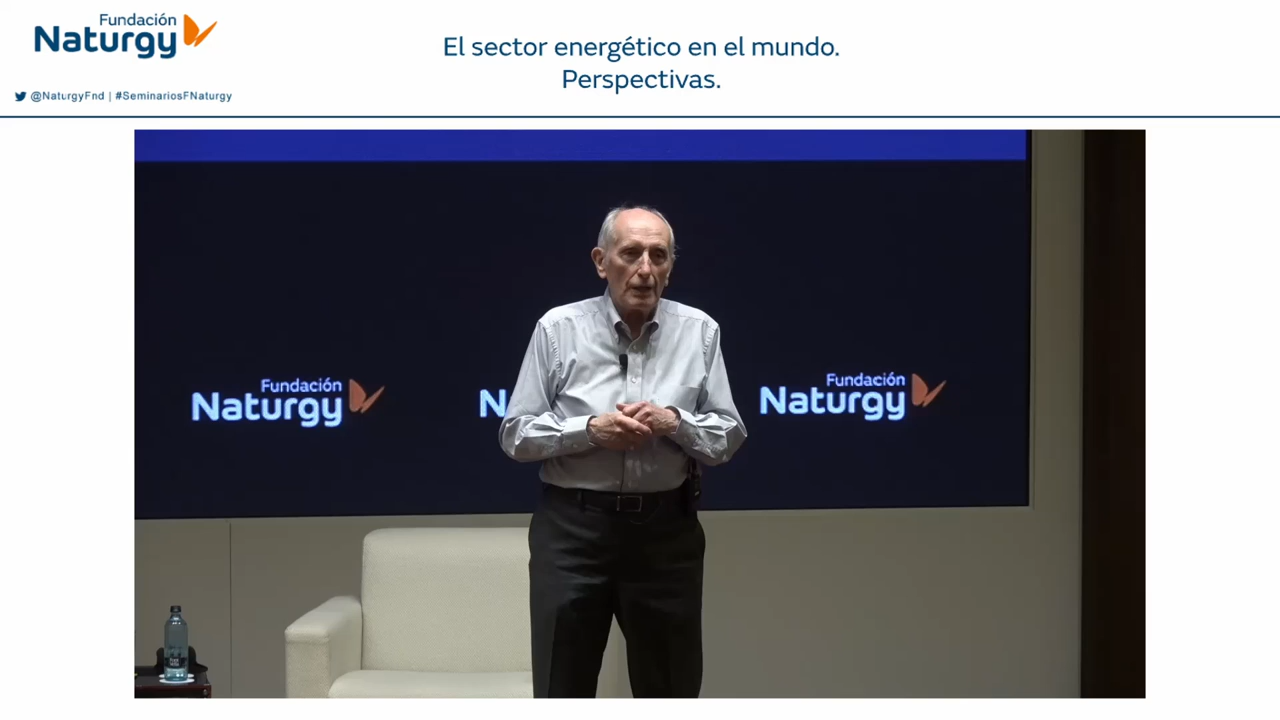 Fundación
Naturgy
@NaturgyFnd | #SeminariosFNaturgy
El sector energético en el mundo.
Perspectivas.
Fundación
Naturgy
N
Fundación
Naturgy